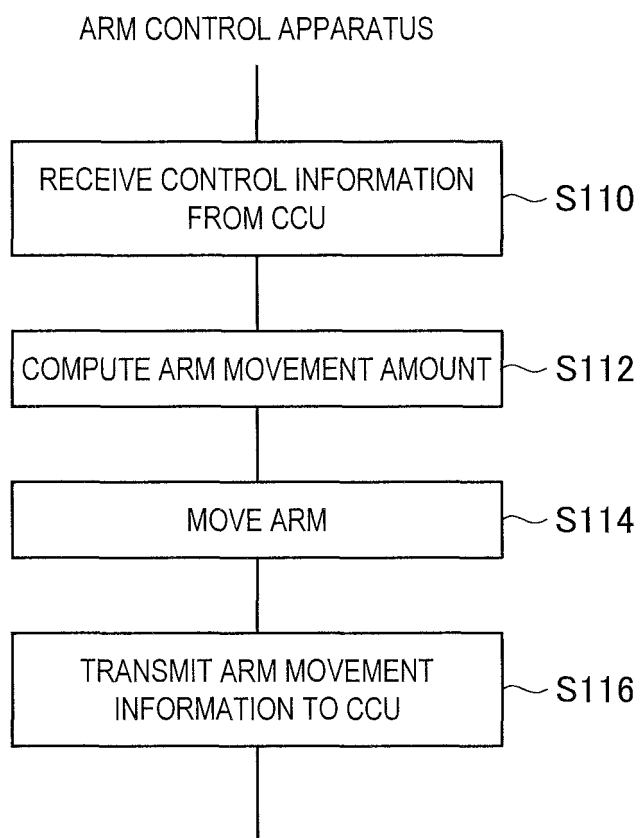 ARM CONTROL APPARATUS
RECEIVE CONTROL INFORMATION
FROM CCU
S110
COMPUTE ARM MOVEMENT AMOUNT
S112
MOVE ARM
S114
TRANSMIT ARM MOVEMENT
INFORMATION TO CCU
S116